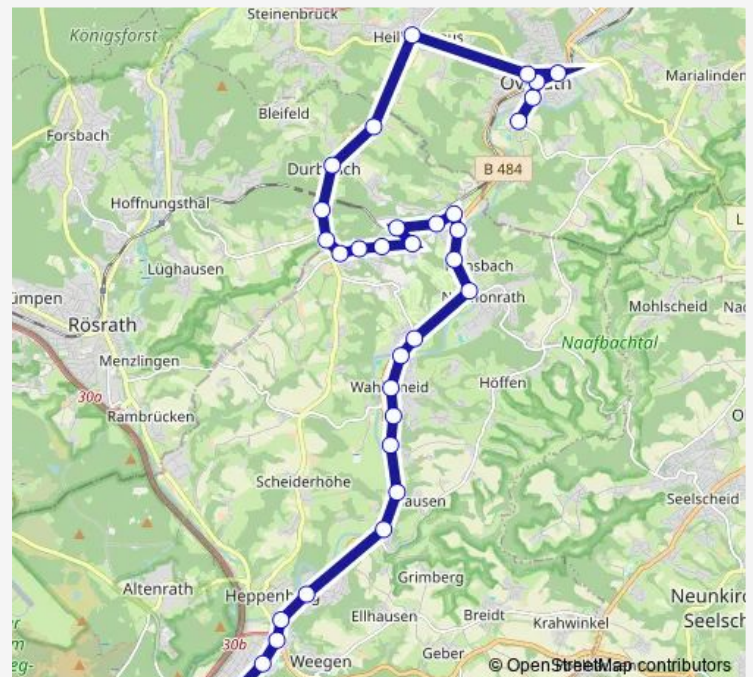 Steinenbrück
Königsforst
Marialinden
Bleifeld
Forsbach
B 484
Hoffnungsthal
L
Lüghausen
Mohlscheid
Rösrath
Naafbachtal
Menzlingen
Höffen
30a
Rambrücken
Scheiderhöhe
Seelscheid
Grimberg
Altenrath
Ellhausen
Breidt
Krahwinkel
30b
Weegen
Geber
© OpenStreetMap contributors